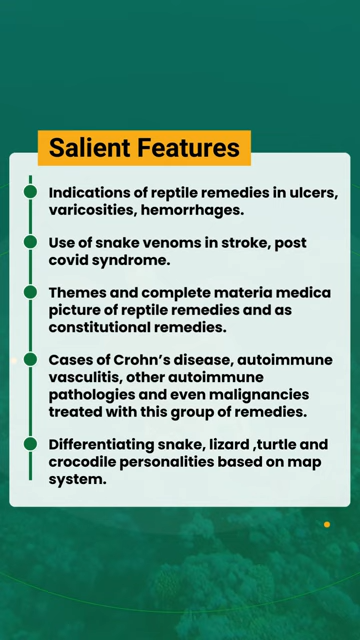 Salient Features
Indications of reptile remedies in ulcers,
varicosities, hemorrhages.
Use of snake venoms in stroke, post
covid syndrome.
Themes and complete materia medica
picture of reptile remedies and as
constitutional remedies.
Cases of Crohn's disease, autoimmune
vasculitis, other autoimmune
pathologies and even malignancies
treated with this group of remedies.
Differentiating snake, lizard ,turtle and
crocodile personalities based on map
system.